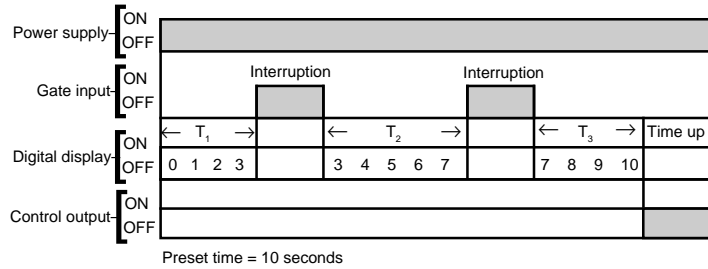 Power supply
ON
OFF
Gate input
ON
OFF
Interruption
Interruption
Digital display
ON
OFF
← T1 →
← T2 →
← T3 →
Time up
0 1 2 3
3 4 5 6 7
7 8 9 10
Control output
ON
OFF
Preset time = 10 seconds